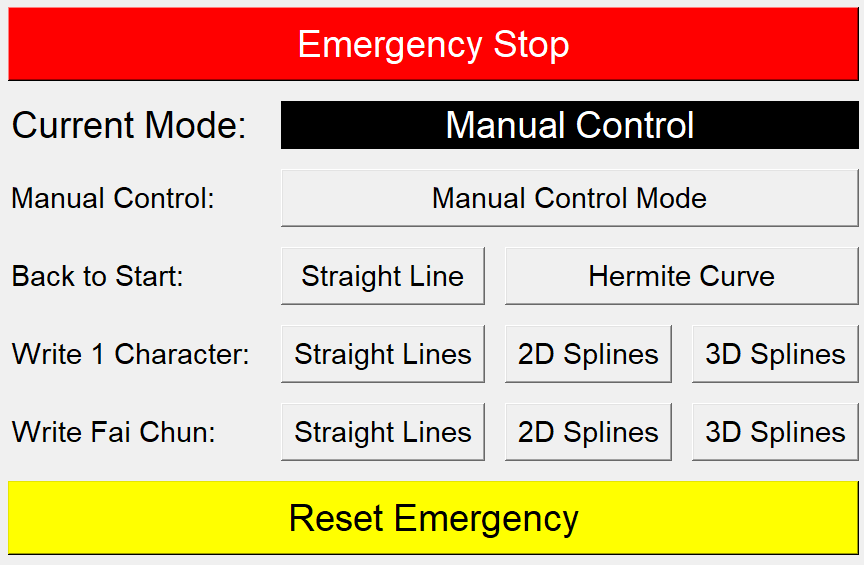 Emergency Stop
Current Mode: Manual Control
Manual Control: Manual Control Mode
Back to Start: Straight Line Hermite Curve
Write 1 Character: Straight Lines 2D Splines 3D Splines
Write Fai Chun: Straight Lines 2D Splines 3D Splines
Reset Emergency